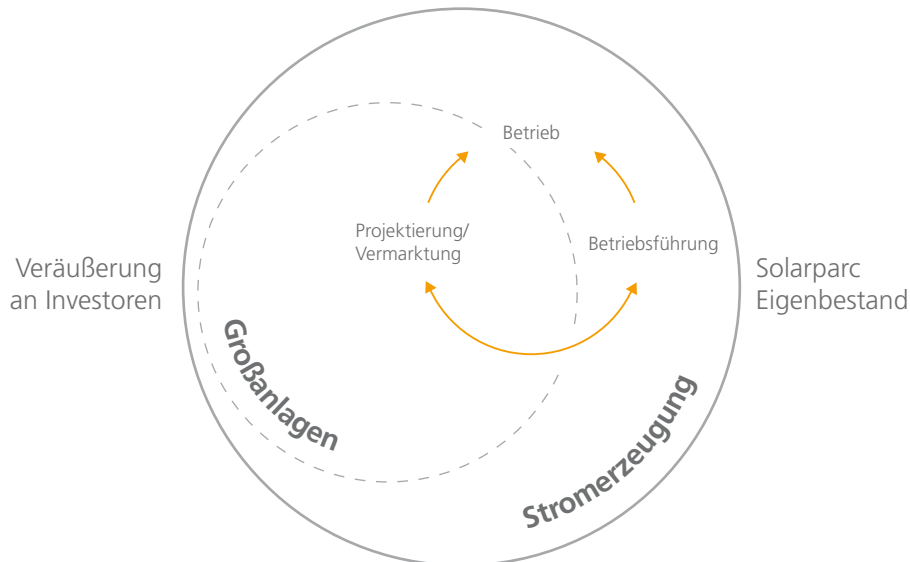 Betrieb
Projektierung/
Vermarktung
Betriebsführung
Veräußerung
an Investoren
Solarparc
Eigenbestand
Großanlagen
Stromerzeugung